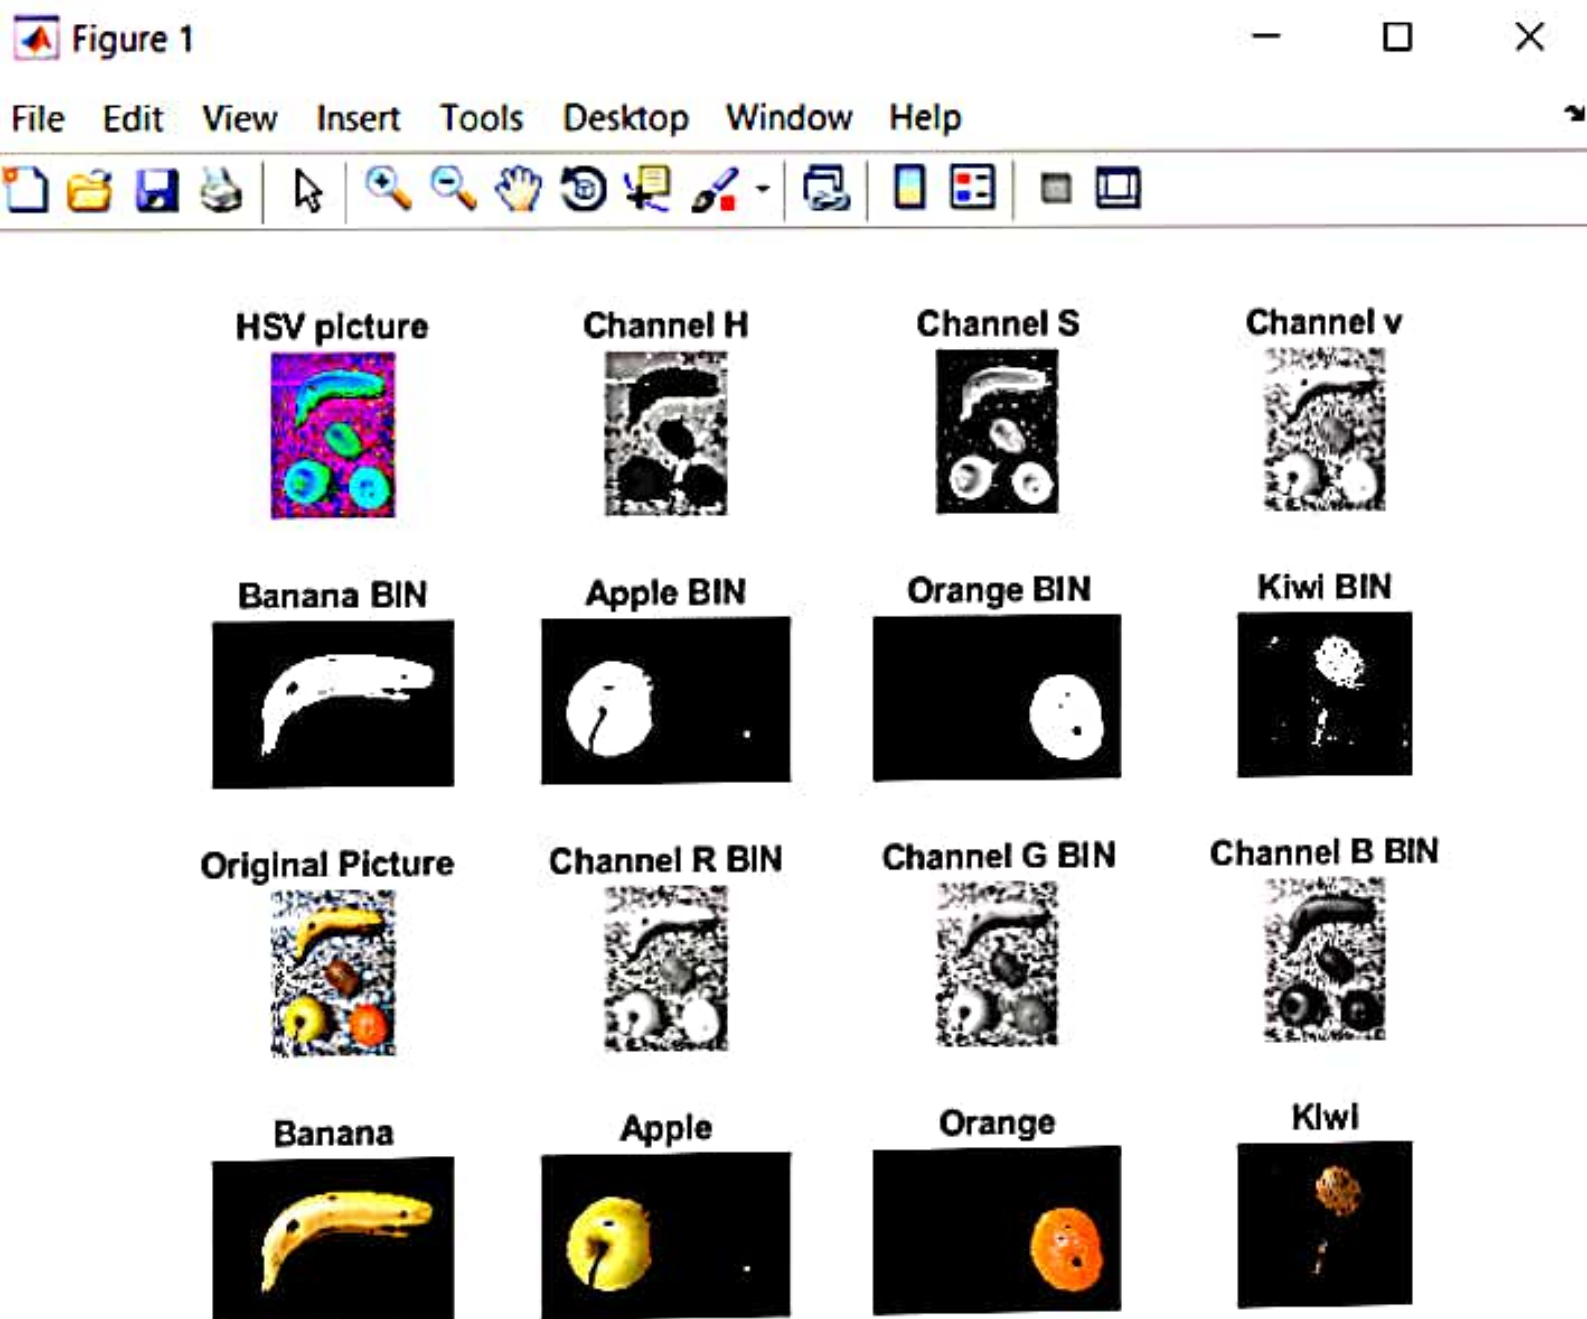 Figure 1
File Edit View Insert Tools Desktop Window Help
HSV picture Channel H Channel S Channel v
Banana BIN Apple BIN Orange BIN Kiwi BIN
Original Picture Channel R BIN Channel G BIN Channel B BIN
Banana Apple Orange Kiwi